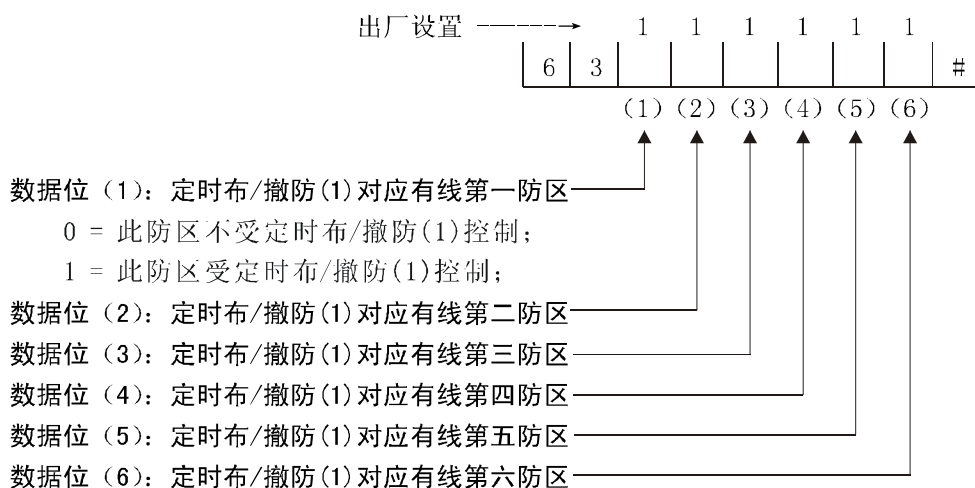 出厂设置 1 1 1 1 1 1
6 3 #
(1) (2) (3) (4) (5) (6)
数据位（1）：定时布/撤防(1)对应有线第一防区
0 = 此防区不受定时布/撤防(1)控制；
1 = 此防区受定时布/撤防(1)控制；
数据位（2）：定时布/撤防(1)对应有线第二防区
数据位（3）：定时布/撤防(1)对应有线第三防区
数据位（4）：定时布/撤防(1)对应有线第四防区
数据位（5）：定时布/撤防(1)对应有线第五防区
数据位（6）：定时布/撤防(1)对应有线第六防区